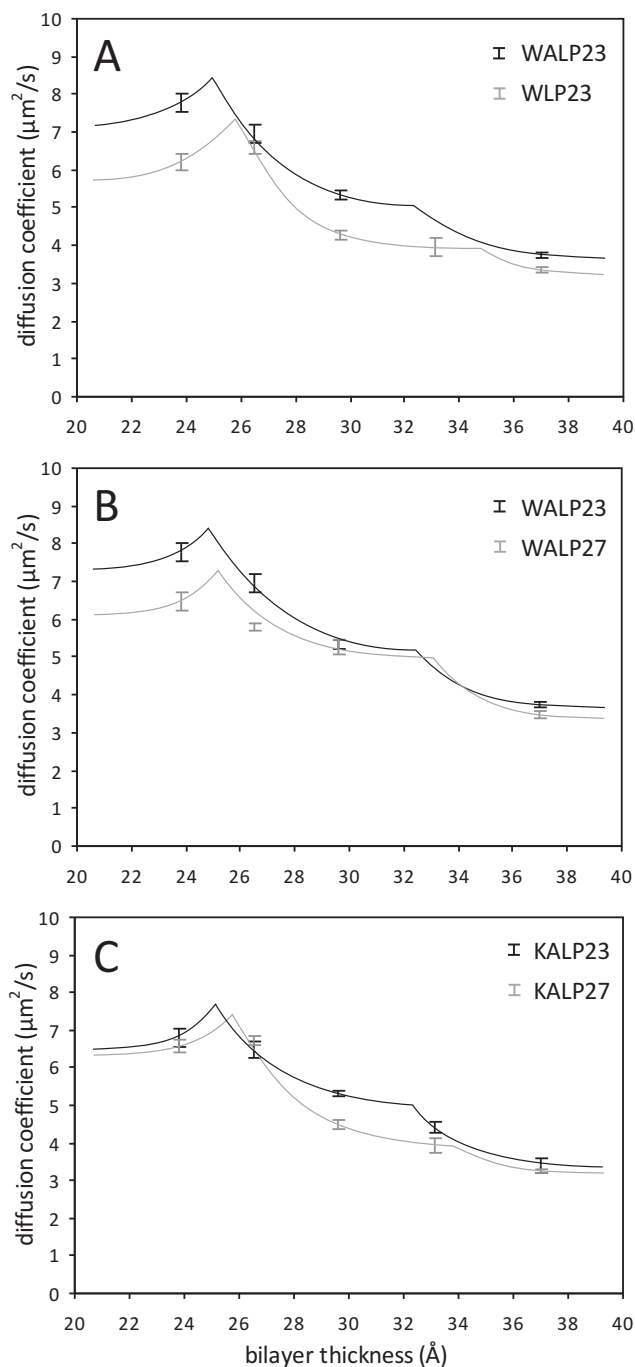 A
WALP23
WLP23
diffusion coefficient (µm²/s)
10
9
8
7
6
5
4
3
2
1
0
20 22 24 26 28 30 32 34 36 38 40
B
WALP23
WALP27
diffusion coefficient (µm²/s)
10
9
8
7
6
5
4
3
2
1
0
20 22 24 26 28 30 32 34 36 38 40
C
KALP23
KALP27
diffusion coefficient (µm²/s)
10
9
8
7
6
5
4
3
2
1
0
20 22 24 26 28 30 32 34 36 38 40
bilayer thickness (Å)